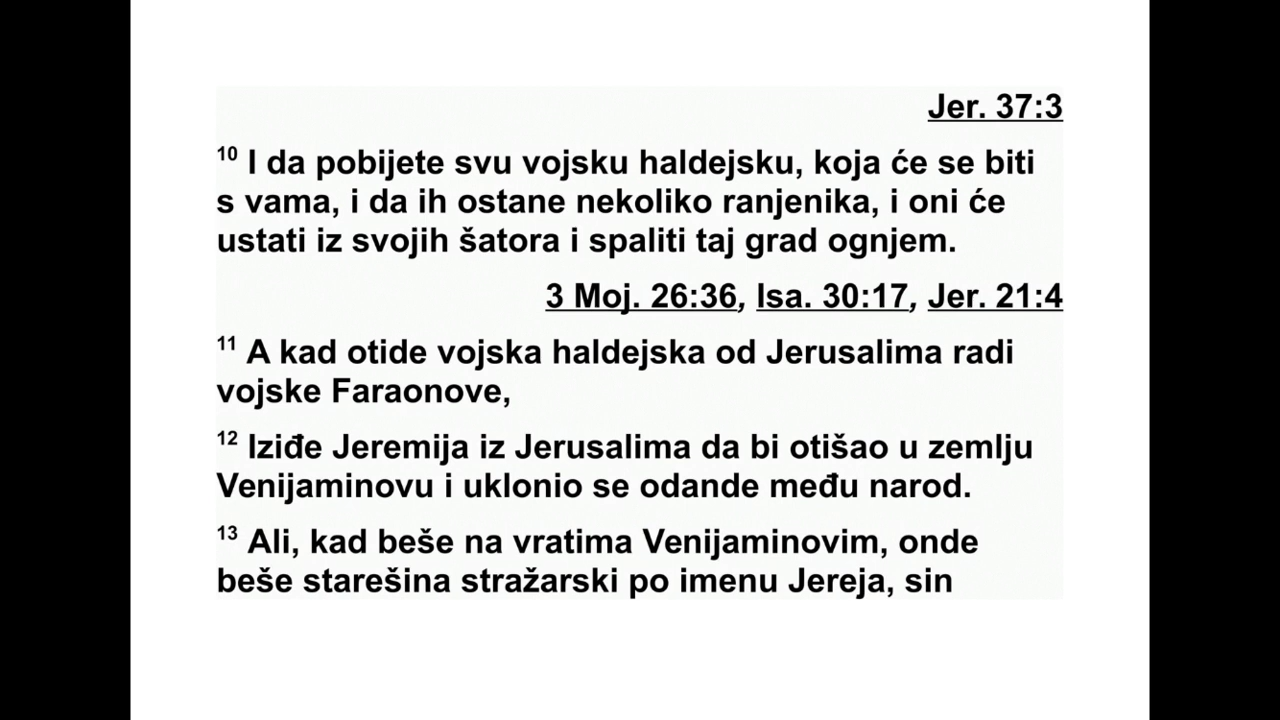 Jer. 37:3
10 I da pobijete svu vojsku haldejsku, koja će se biti
s vama, i da ih ostane nekoliko ranjenika, i oni će
ustati iz svojih šatora i spaliti taj grad ognjem.
3 Moj. 26:36, Isa. 30:17, Jer. 21:4
11 A kad otide vojska haldejska od Jerusalima radi
vojske Faraonove,
12 Iziđe Jeremija iz Jerusalima da bi otišao u zemlju
Venijaminovu i uklonio se odande među narod.
13 Ali, kad beše na vratima Venijaminovim, onde
beše starešina stražarski po imenu Jereja, sin